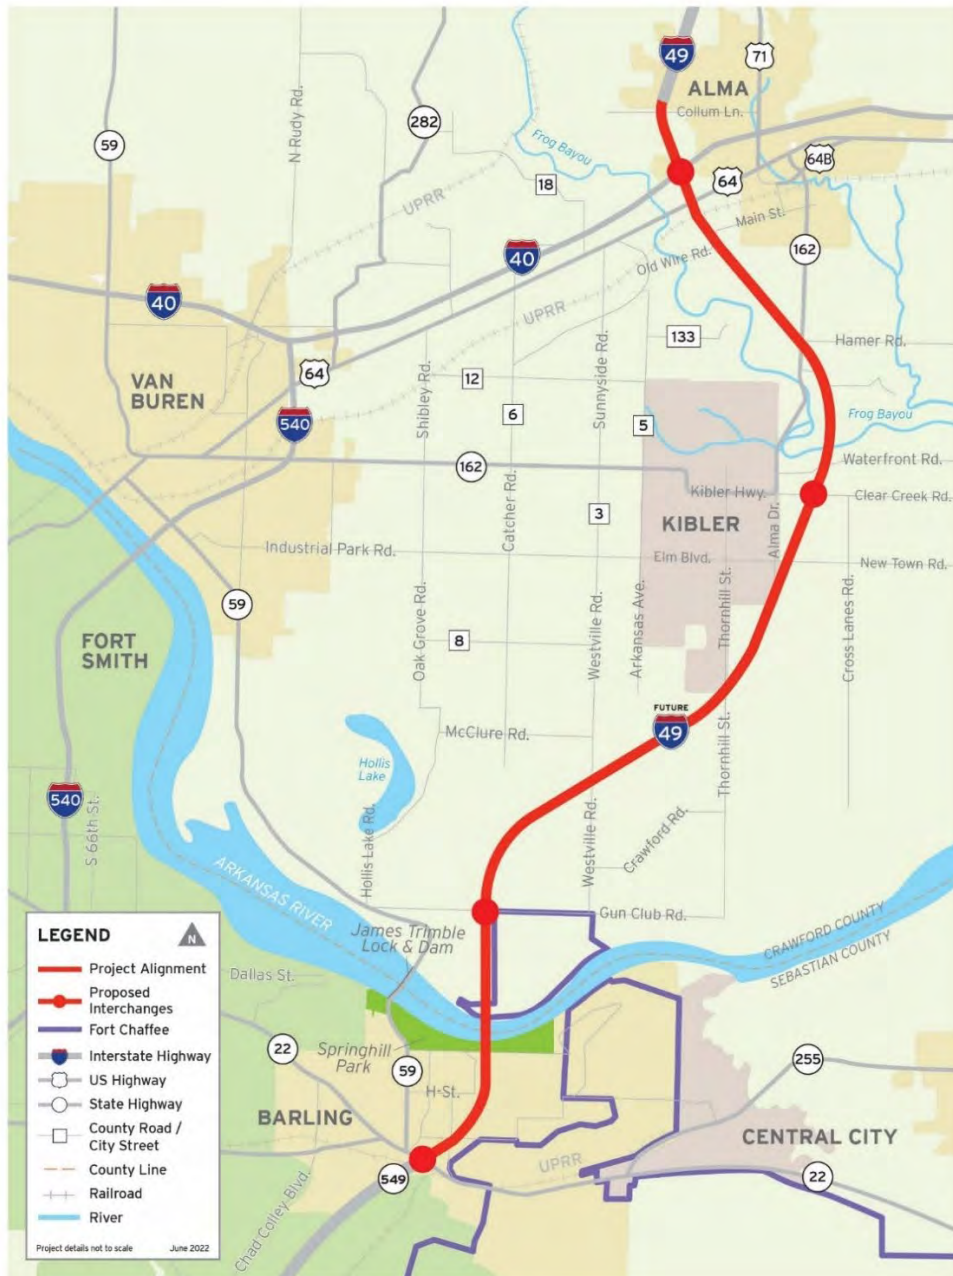 49
71
ALMA
Collum Ln.
59
N Rudy Rd.
282
Frog Bayou
64B
18
64
UPRR
Main St.
162
40
Old Wire Rd.
40
UPRR
133
Hamer Rd.
64
VAN
BUREN
Shibley Rd.
12
Sunnyside Rd.
6
5
Frog Bayou
540
162
Waterfront Rd.
Kibler Hwy.
Clear Creek Rd.
Catcher Rd.
3
KIBLER
Alma Dr.
Industrial Park Rd.
Elm Blvd.
New Town Rd.
59
Oak Grove Rd.
Westville Rd.
Arkansas Ave.
Thornhill St.
Cross Lanes Rd.
FORT
SMITH
8
FUTURE
49
McClure Rd.
Thornhill St.
Hollis
Lake
540
S 66th St.
Hollis Lake Rd.
Westville Rd.
Crawford Rd.
ARKANSAS RIVER
Gun Club Rd.
James Trimble
Lock & Dam
CRAWFORD COUNTY
SEBASTIAN COUNTY
Dallas St.
22
Springhill
Park
59
H-St.
255
BARLING
CENTRAL CITY
UPRR
549
22
Chad Colley Blvd.
LEGEND
N
Project Alignment
Proposed
Interchanges
Fort Chaffee
Interstate Highway
US Highway
State Highway
County Road /
City Street
County Line
Railroad
River
Project details not to scale June 2022